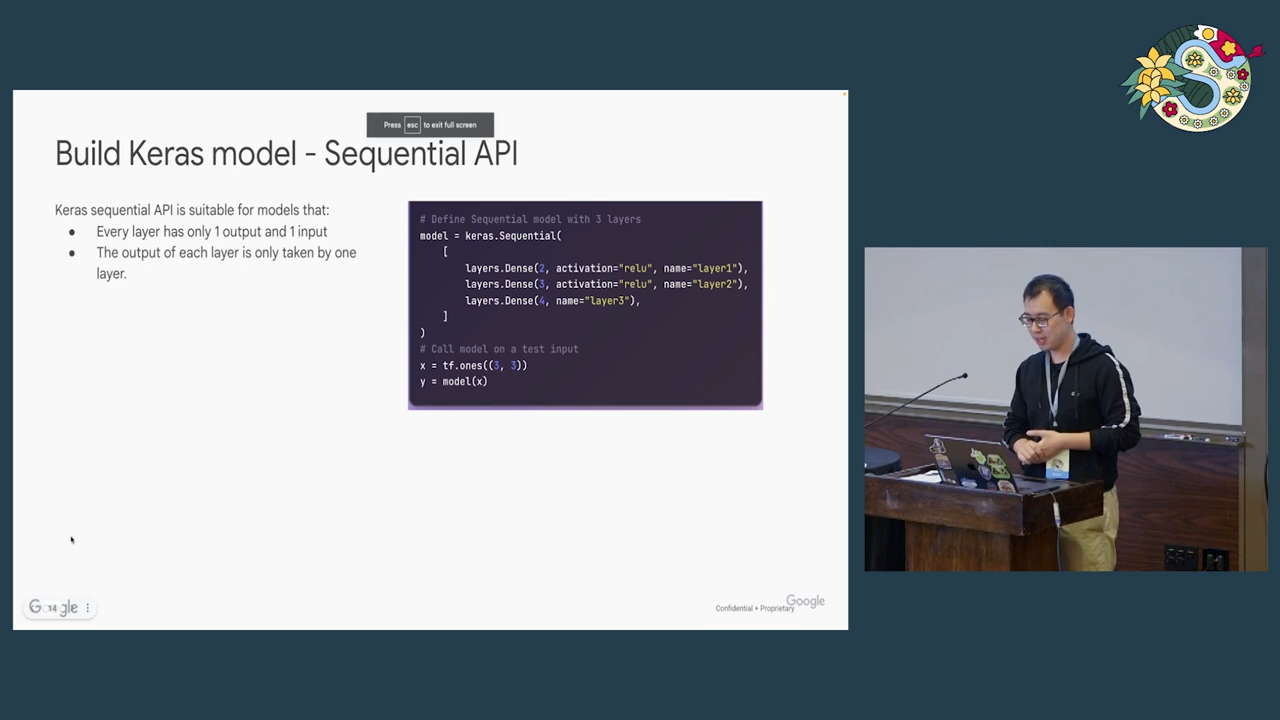 Press esc to exit full screen
Build Keras model - Sequential API
Keras sequential API is suitable for models that:
● Every layer has only 1 output and 1 input
● The output of each layer is only taken by one
layer.
# Define Sequential model with 3 layers
model = keras.Sequential(
    [
        layers.Dense(2, activation="relu", name="layer1"),
        layers.Dense(3, activation="relu", name="layer2"),
        layers.Dense(4, name="layer3"),
    ]
)
# Call model on a test input
x = tf.ones((3, 3))
y = model(x)
Google 14
Confidential + Proprietary
Google